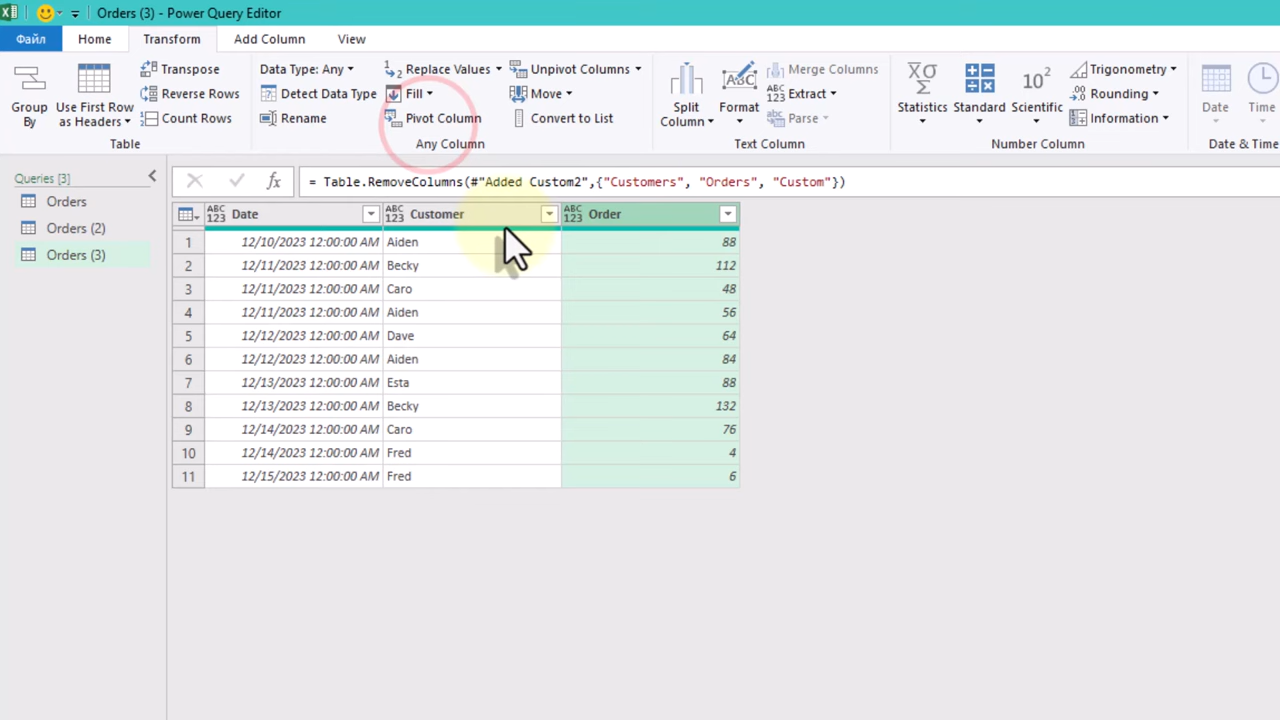 Orders (3) - Power Query Editor
Файл Home Transform Add Column View
Group By
Use First Row as Headers
Transpose
Reverse Rows
Count Rows
Table
Data Type: Any
Detect Data Type
Rename
Replace Values
Fill
Pivot Column
Unpivot Columns
Move
Convert to List
Any Column
Split Column
Format
Merge Columns
Extract
Parse
Text Column
Statistics
Standard
Scientific
Trigonometry
Rounding
Information
Number Column
Date
Time
Date & Time
Queries [3]
Orders
Orders (2)
Orders (3)
= Table.RemoveColumns(#"Added Custom2",{"Customers", "Orders", "Custom"})
ABC 123 Date ABC 123 Customer ABC 123 Order
1 12/10/2023 12:00:00 AM Aiden 88
2 12/11/2023 12:00:00 AM Becky 112
3 12/11/2023 12:00:00 AM Caro 48
4 12/11/2023 12:00:00 AM Aiden 56
5 12/12/2023 12:00:00 AM Dave 64
6 12/12/2023 12:00:00 AM Aiden 84
7 12/13/2023 12:00:00 AM Esta 88
8 12/13/2023 12:00:00 AM Becky 132
9 12/14/2023 12:00:00 AM Caro 76
10 12/14/2023 12:00:00 AM Fred 4
11 12/15/2023 12:00:00 AM Fred 6